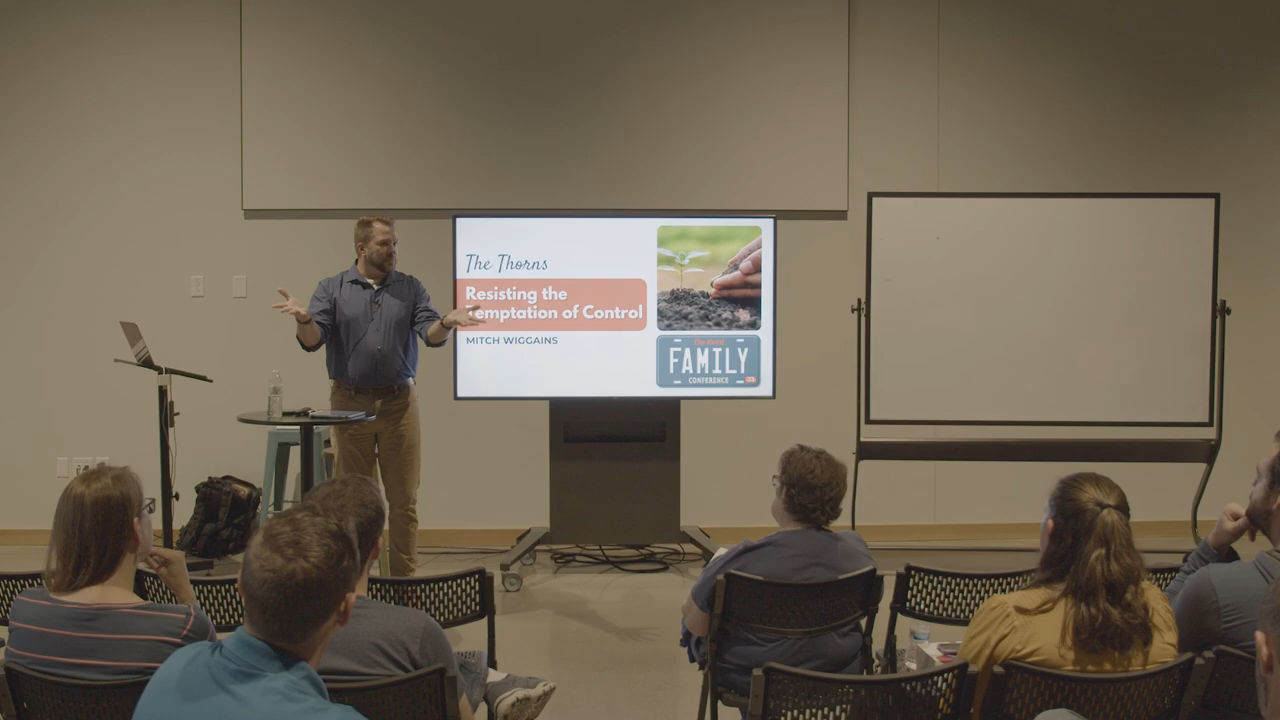 The Thorns
Resisting the
Temptation of Control
MITCH WIGGAINS
FAMILY
CONFERENCE